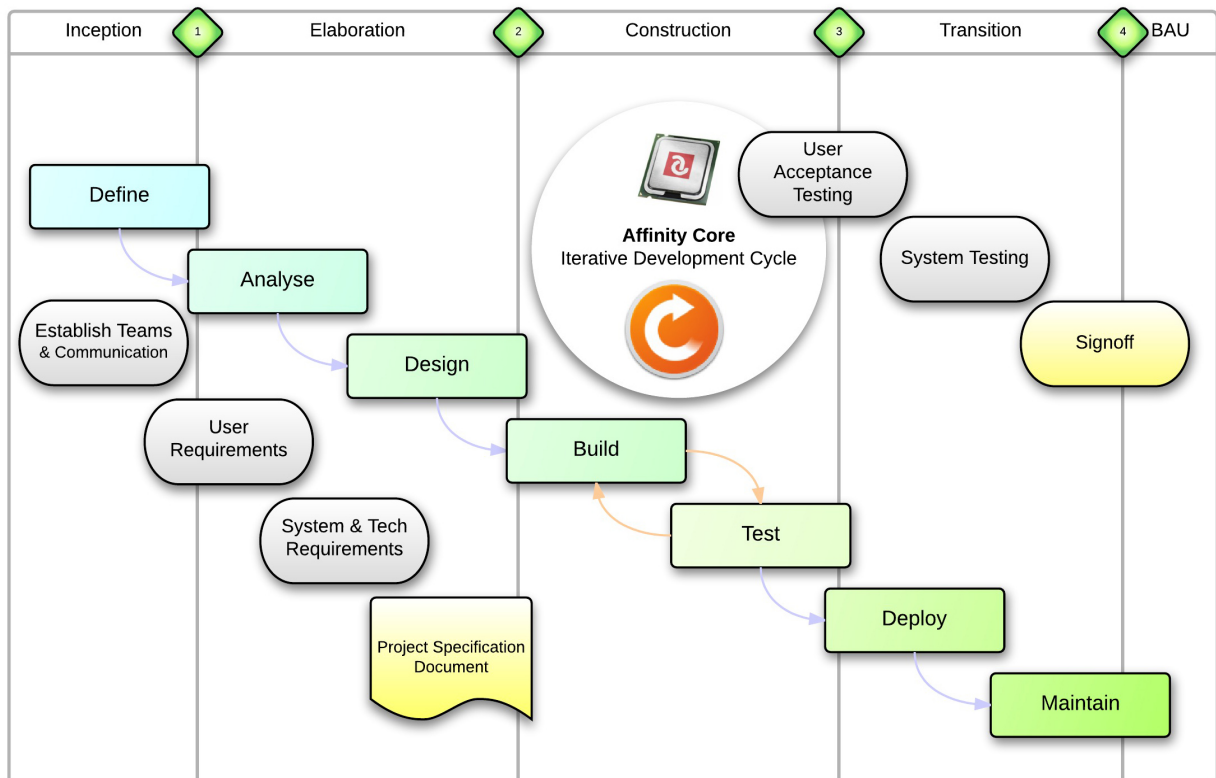 Inception
1
Elaboration
2
Construction
3
Transition
4
BAU
User
Acceptance
Testing
Define
Affinity Core
Iterative Development Cycle
System Testing
Analyse
Establish Teams
& Communication
Signoff
Design
User
Requirements
Build
System & Tech
Requirements
Test
Project Specification
Document
Deploy
Maintain